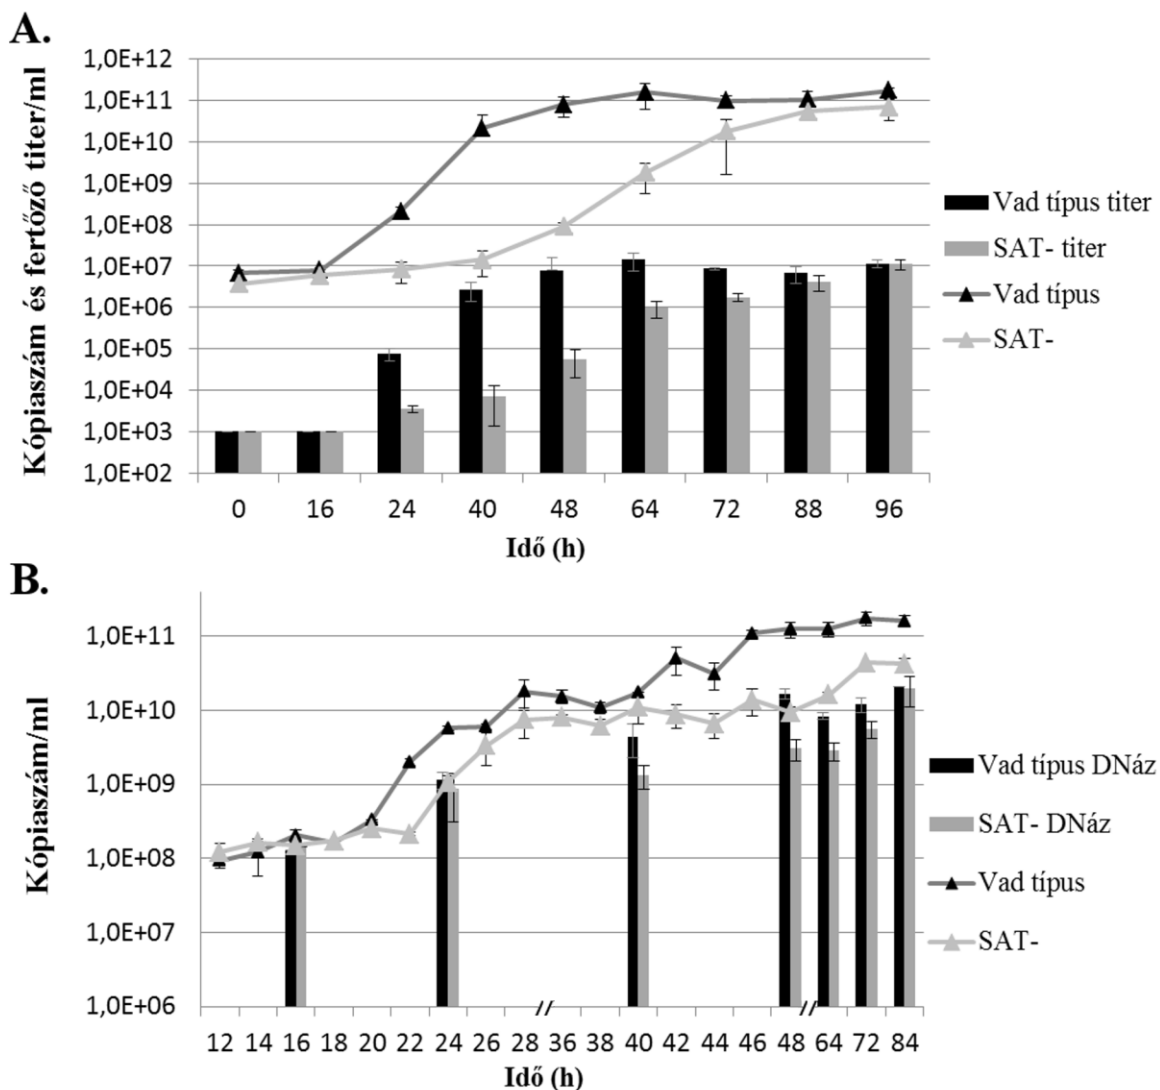 A.
Kópiaszám és fertőző titer/ml
1,0E+12
1,0E+11
1,0E+10
1,0E+09
1,0E+08
1,0E+07
1,0E+06
1,0E+05
1,0E+04
1,0E+03
1,0E+02
0 16 24 40 48 64 72 88 96
Idő (h)
Vad típus titer
SAT- titer
Vad típus
SAT-
B.
Kópiaszám/ml
1,0E+11
1,0E+10
1,0E+09
1,0E+08
1,0E+07
1,0E+06
12 14 16 18 20 22 24 26 28 // 36 38 40 42 44 46 48 // 64 72 84
Idő (h)
Vad típus DNáz
SAT- DNáz
Vad típus
SAT-